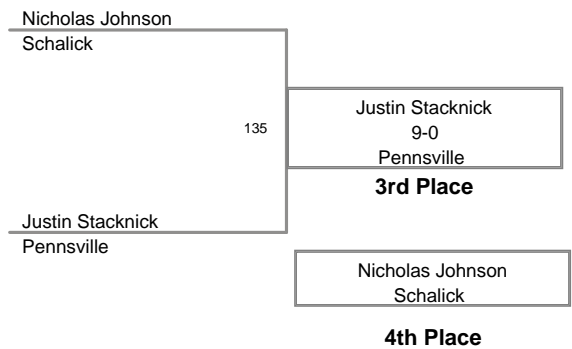 Nicholas Johnson
Schalick
135
Justin Stacknick
9-0
Pennsville
3rd Place
Justin Stacknick
Pennsville
Nicholas Johnson
Schalick
4th Place